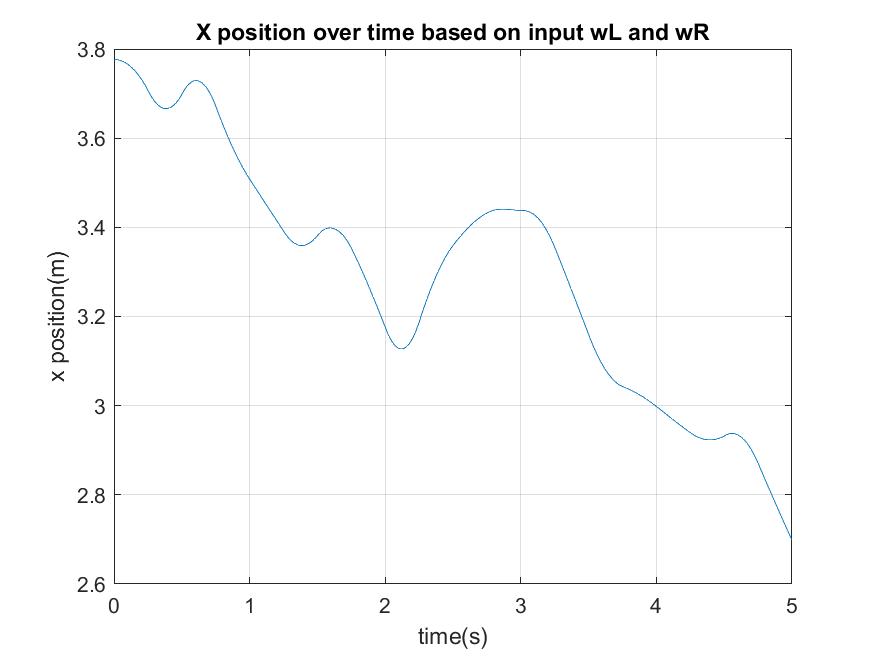 X position over time based on input wL and wR
3.8
3.6
3.4
3.2
3
2.8
2.6
x position(m)
0 1 2 3 4 5
time(s)